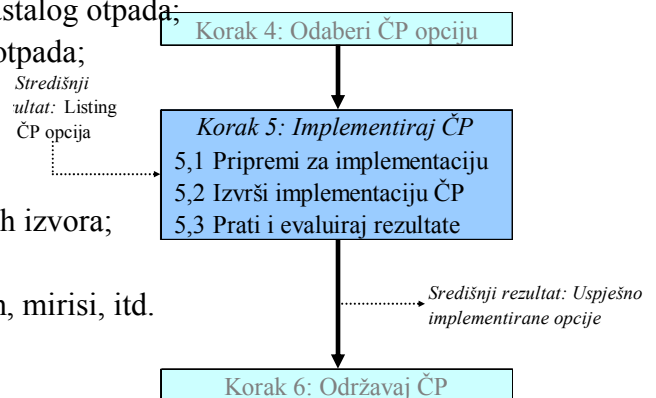 nastalog otpada;
otpada;
Korak 4: Odaberi ČP opciju
Središnji
ultat: Listing
ČP opcija
Korak 5: Implementiraj ČP
5,1 Pripremi za implementaciju
5,2 Izvrši implementaciju ČP
5,3 Prati i evaluiraj rezultate
h izvora;
, mirisi, itd.
Središnji rezultat: Uspješno
implementirane opcije
Korak 6: Održavaj ČP